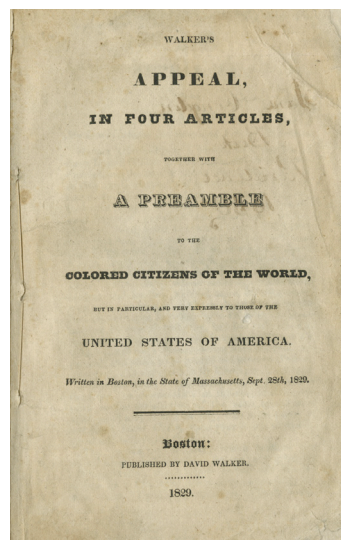 WALKER'S
APPEAL,
IN FOUR ARTICLES,
TOGETHER WITH
A PREAMBLE
TO THE
COLORED CITIZENS OF THE WORLD,
BUT IN PARTICULAR, AND VERY EXPRESSLY TO THOSE OF THE
UNITED STATES OF AMERICA.
Written in Boston, in the State of Massachusetts, Sept. 28th, 1829.
Boston:
PUBLISHED BY DAVID WALKER.
1829.